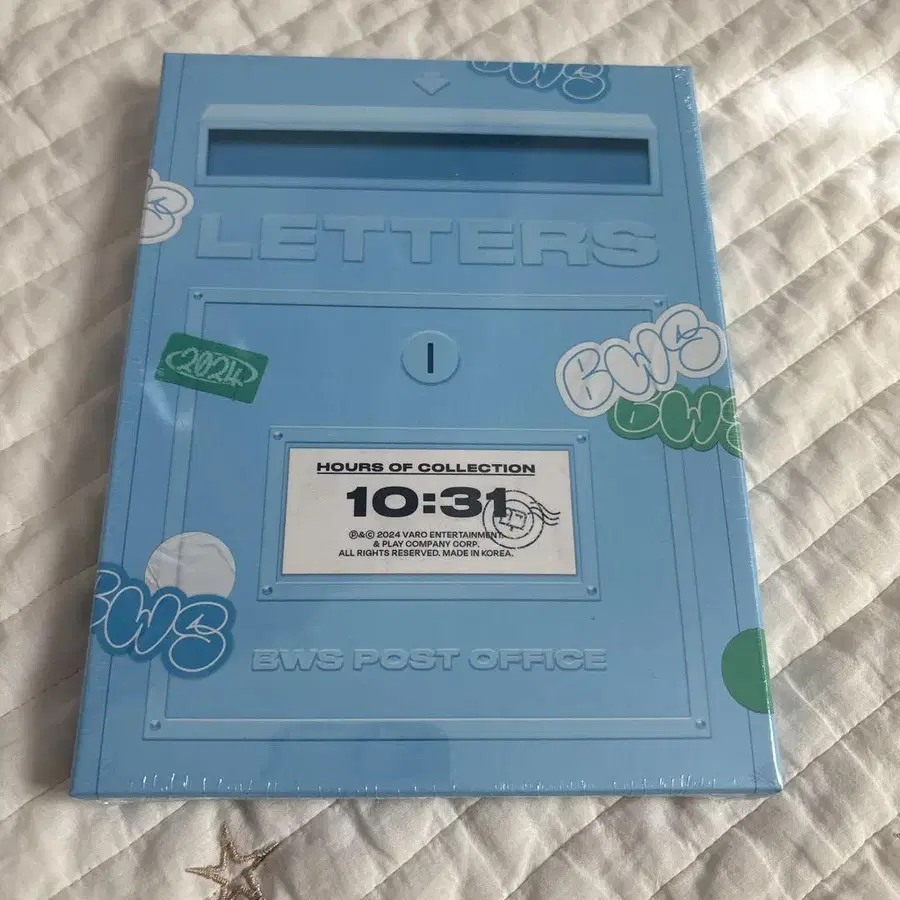 BWS
LETTERS
2024
BWS
BWS
HOURS OF COLLECTION
10:31
℗&© 2024 VARO ENTERTAINMENT
& PLAY COMPANY CORP.
ALL RIGHTS RESERVED. MADE IN KOREA.
BWS
BWS POST OFFICE